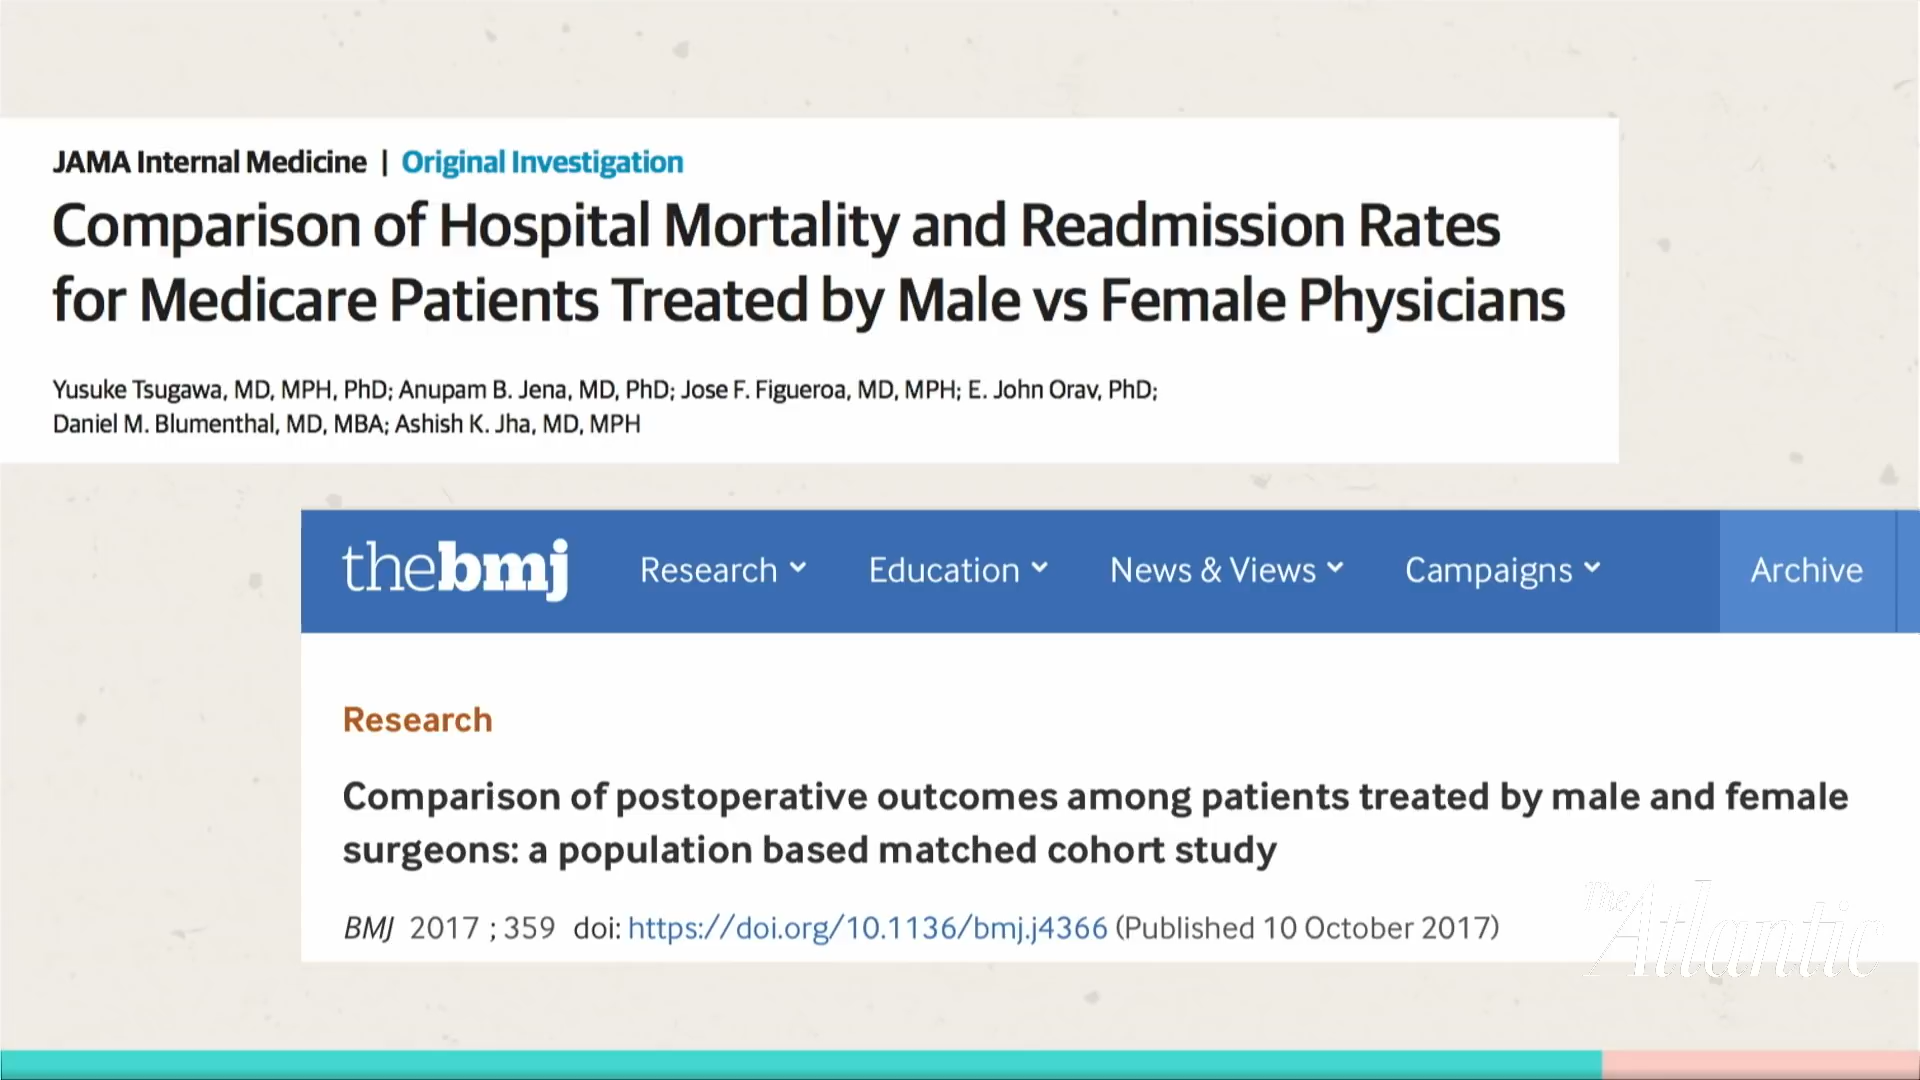 JAMA Internal Medicine | Original Investigation
Comparison of Hospital Mortality and Readmission Rates
for Medicare Patients Treated by Male vs Female Physicians
Yusuke Tsugawa, MD, MPH, PhD; Anupam B. Jena, MD, PhD; Jose F. Figueroa, MD, MPH; E. John Orav, PhD;
Daniel M. Blumenthal, MD, MBA; Ashish K. Jha, MD, MPH
thebmj Research Education News & Views Campaigns Archive
Research
Comparison of postoperative outcomes among patients treated by male and female
surgeons: a population based matched cohort study
BMJ 2017 ; 359 doi: https://doi.org/10.1136/bmj.j4366 (Published 10 October 2017)
The Atlantic